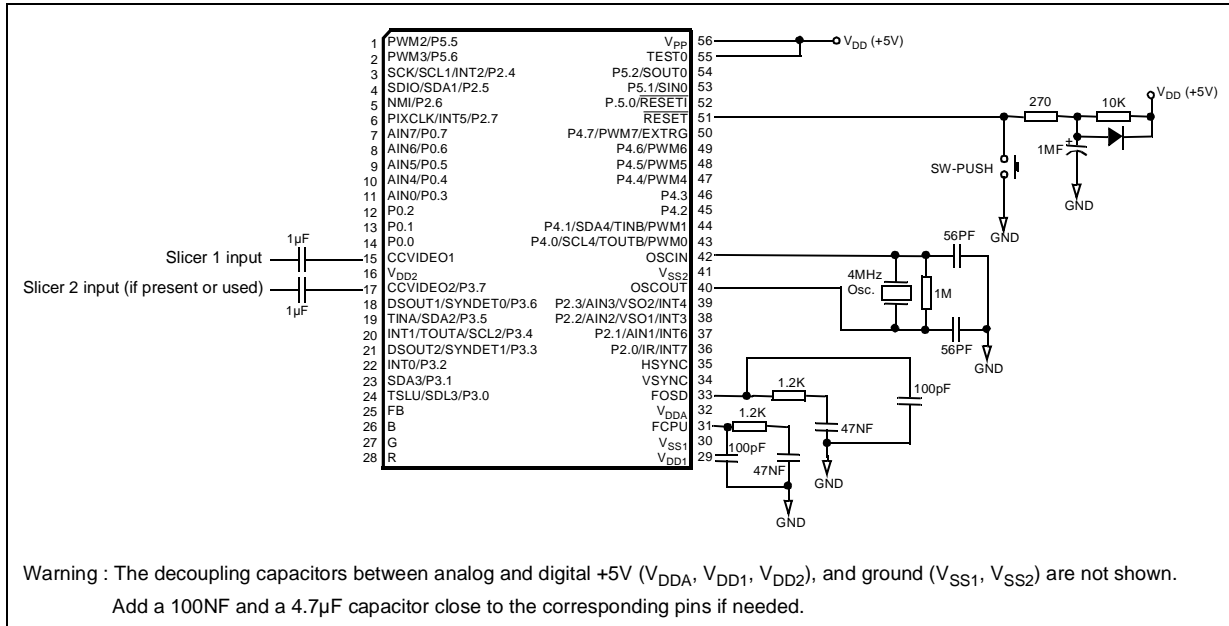 1 PWM2/P5.5
2 PWM3/P5.6
3 SCK/SCL1/INT2/P2.4
4 SDIO/SDA1/P2.5
5 NMI/P2.6
6 PIXCLK/INT5/P2.7
7 AIN7/P0.7
8 AIN6/P0.6
9 AIN5/P0.5
10 AIN4/P0.4
11 AIN0/P0.3
12 P0.2
13 P0.1
14 P0.0
15 CCVIDEO1
16 VDD2
17 CCVIDEO2/P3.7
18 DSOUT1/SYNDET0/P3.6
19 TINA/SDA2/P3.5
20 INT1/TOUTA/SCL2/P3.4
21 DSOUT2/SYNDET1/P3.3
22 INT0/P3.2
23 SDA3/P3.1
24 TSLU/SDL3/P3.0
25 FB
26 B
27 G
28 R
Slicer 1 input
1µF
Slicer 2 input (if present or used)
1µF
VPP 56
TEST0 55
P5.2/SOUT0 54
P5.1/SIN0 53
P.5.0/RESETI 52
RESET 51
P4.7/PWM7/EXTRG 50
P4.6/PWM6 49
P4.5/PWM5 48
P4.4/PWM4 47
P4.3 46
P4.2 45
P4.1/SDA4/TINB/PWM1 44
P4.0/SCL4/TOUTB/PWM0 43
OSCIN 42
VSS2 41
OSCOUT 40
P2.3/AIN3/VSO2/INT4 39
P2.2/AIN2/VSO1/INT3 38
P2.1/AIN1/INT6 37
P2.0/IR/INT7 36
HSYNC 35
VSYNC 34
FOSD 33
VDDA 32
FCPU 31
VSS1 30
VDD1 29
VDD (+5V)
VDD (+5V)
270
10K
1MF
+
SW-PUSH
GND
GND
56PF
4MHz
Osc.
1M
56PF
GND
1.2K
100pF
47NF
GND
1.2K
100pF
47NF
GND
Warning : The decoupling capacitors between analog and digital +5V (VDDA, VDD1, VDD2), and ground (VSS1, VSS2) are not shown.
Add a 100NF and a 4.7µF capacitor close to the corresponding pins if needed.